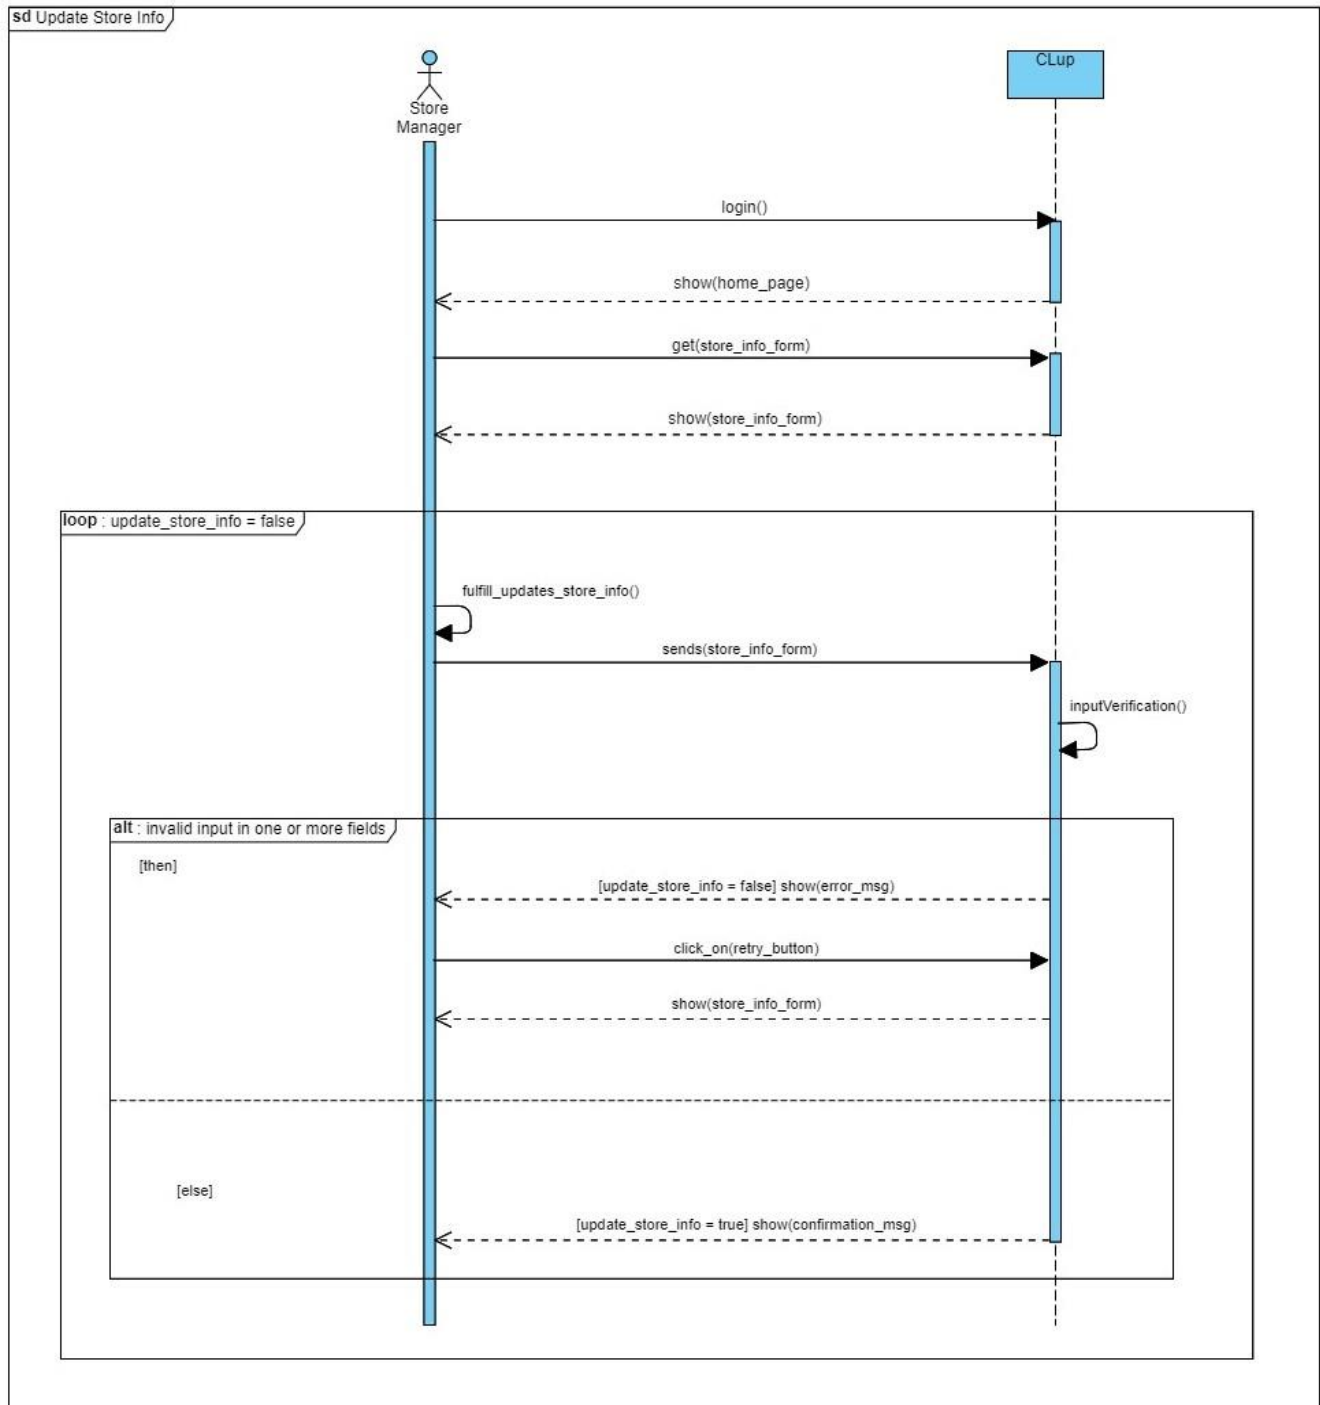 sd Update Store Info
CLup
Store
Manager
login()
show(home_page)
get(store_info_form)
show(store_info_form)
loop : update_store_info = false
fulfill_updates_store_info()
sends(store_info_form)
inputVerification()
alt : invalid input in one or more fields
[then]
[update_store_info = false] show(error_msg)
click_on(retry_button)
show(store_info_form)
[else]
[update_store_info = true] show(confirmation_msg)